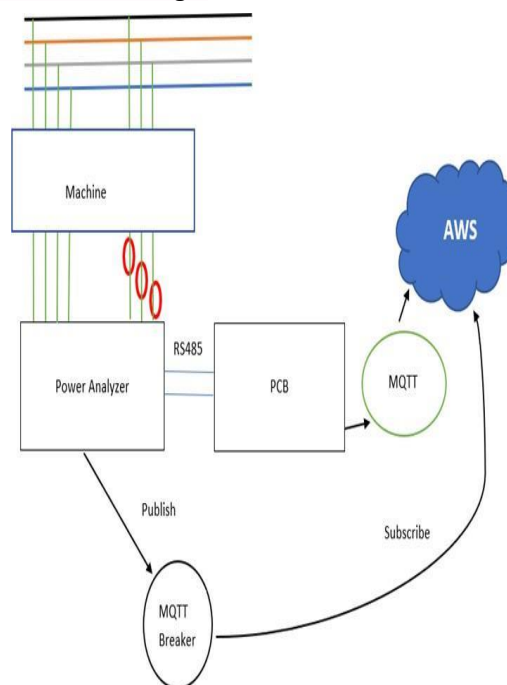 Machine
AWS
RS485
Power Analyzer
PCB
MQTT
Publish
Subscribe
MQTT
Breaker